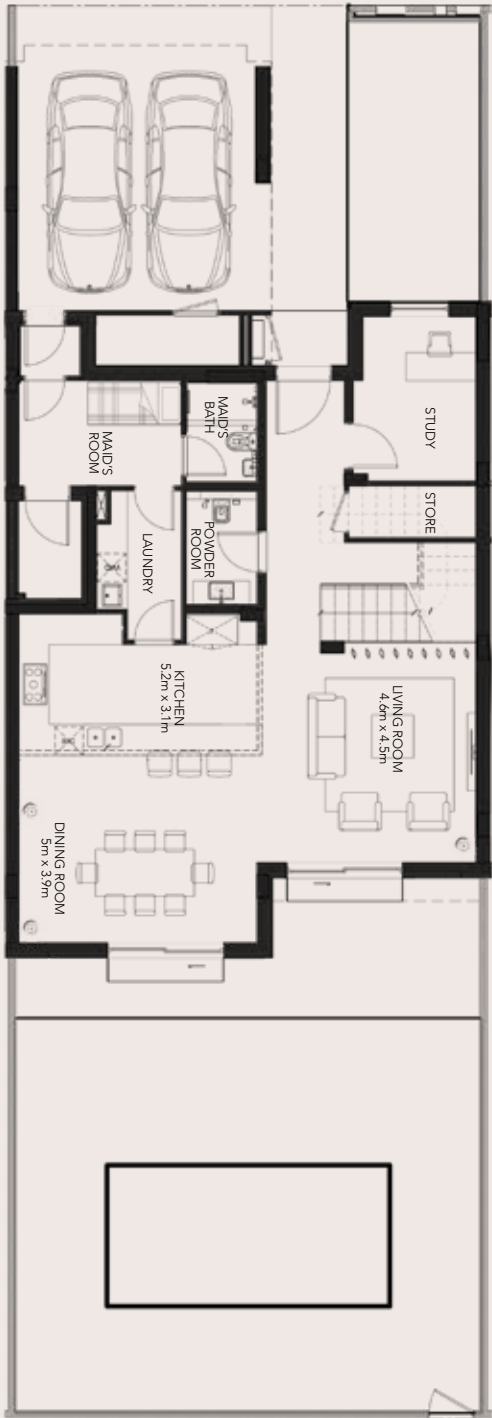 STUDY
MAID'S
BATH
MAID'S
ROOM
STORE
POWDER
ROOM
LAUNDRY
KITCHEN
5.2m x 3.1m
LIVING ROOM
4.6m x 4.5m
DINING ROOM
5m x 3.9m